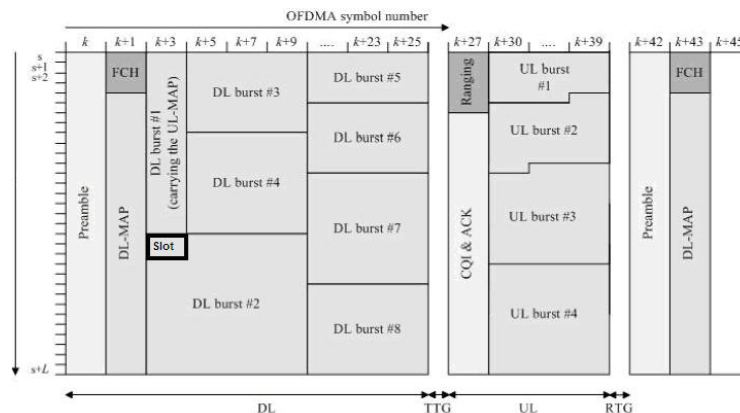 OFDMA symbol number
k k+1 k+3 k+5 k+7 k+9 .... k+23 k+25 k+27 k+30 .... k+39 k+42 k+43 k+45
s
s+1
s+2
s+L
Preamble
FCH
DL-MAP
DL burst #1
(carrying the UL-MAP)
Slot
DL burst #3
DL burst #4
DL burst #2
DL burst #5
DL burst #6
DL burst #7
DL burst #8
Ranging
CQI & ACK
UL burst
#1
UL burst #2
UL burst #3
UL burst #4
Preamble
FCH
DL-MAP
DL TTG UL RTG